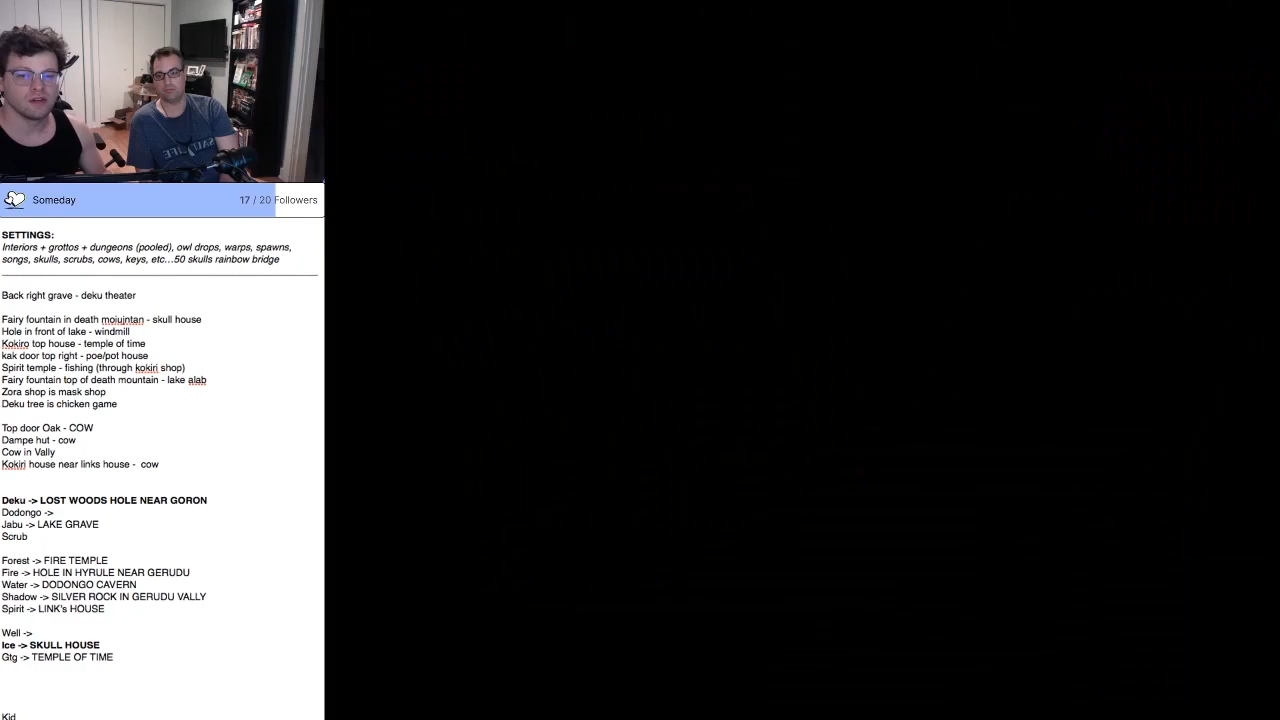 SALT LIFE
Someday 17 / 20 Followers
SETTINGS:
Interiors + grottos + dungeons (pooled), owl drops, warps, spawns,
songs, skulls, scrubs, cows, keys, etc...50 skulls rainbow bridge
Back right grave - deku theater
Fairy fountain in death moiujntan - skull house
Hole in front of lake - windmill
Kokiro top house - temple of time
kak door top right - poe/pot house
Spirit temple - fishing (through kokiri shop)
Fairy fountain top of death mountain - lake alab
Zora shop is mask shop
Deku tree is chicken game
Top door Oak - COW
Dampe hut - cow
Cow in Vally
Kokiri house near links house - cow
Deku -> LOST WOODS HOLE NEAR GORON
Dodongo ->
Jabu -> LAKE GRAVE
Scrub
Forest -> FIRE TEMPLE
Fire -> HOLE IN HYRULE NEAR GERUDU
Water -> DODONGO CAVERN
Shadow -> SILVER ROCK IN GERUDU VALLY
Spirit -> LINK's HOUSE
Well ->
Ice -> SKULL HOUSE
Gtg -> TEMPLE OF TIME
Kid